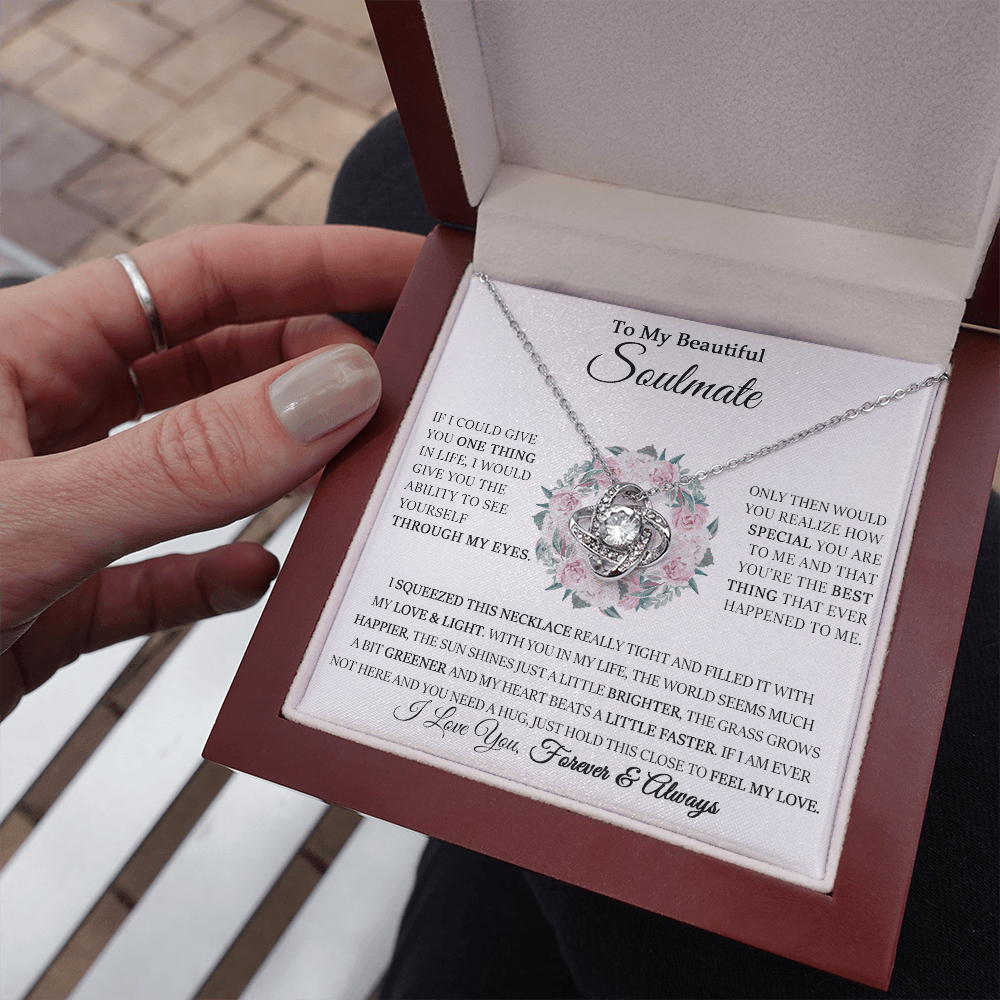 To My Beautiful
Soulmate
IF I COULD GIVE
YOU ONE THING
IN LIFE, I WOULD
GIVE YOU THE
ABILITY TO SEE
YOURSELF
THROUGH MY EYES.
ONLY THEN WOULD
YOU REALIZE HOW
SPECIAL YOU ARE
TO ME AND THAT
YOU'RE THE BEST
THING THAT EVER
HAPPENED TO ME.
I SQUEEZED THIS NECKLACE REALLY TIGHT AND FILLED IT WITH
MY LOVE & LIGHT. WITH YOU IN MY LIFE, THE WORLD SEEMS MUCH
HAPPIER, THE SUN SHINES JUST A LITTLE BRIGHTER, THE GRASS GROWS
A BIT GREENER AND MY HEART BEATS A LITTLE FASTER. IF I AM EVER
NOT HERE AND YOU NEED A HUG, JUST HOLD THIS CLOSE TO FEEL MY LOVE.
I Love You, Forever & Always